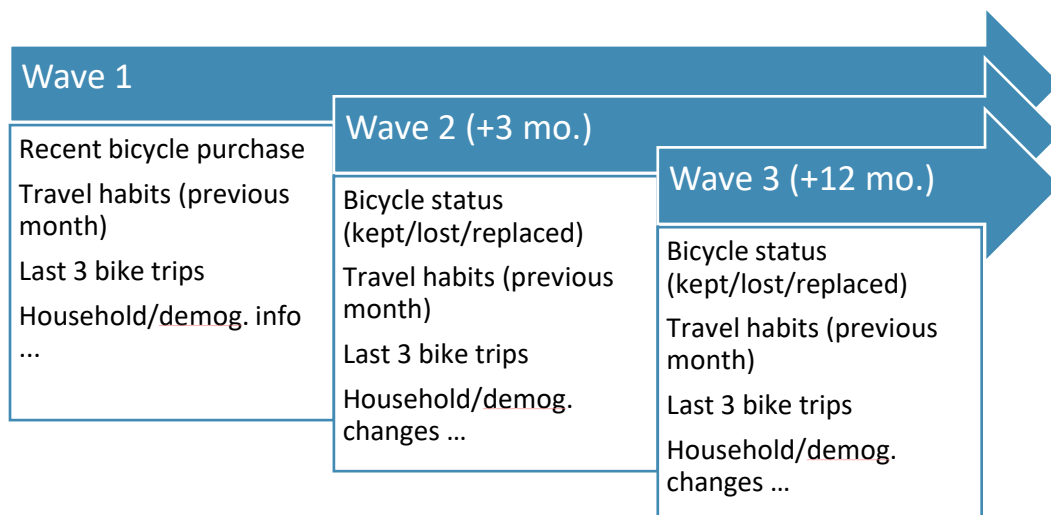 Wave 1
Recent bicycle purchase
Travel habits (previous
month)
Last 3 bike trips
Household/demog. info
...
Wave 2 (+3 mo.)
Bicycle status
(kept/lost/replaced)
Travel habits (previous
month)
Last 3 bike trips
Household/demog.
changes ...
Wave 3 (+12 mo.)
Bicycle status
(kept/lost/replaced)
Travel habits (previous
month)
Last 3 bike trips
Household/demog.
changes ...